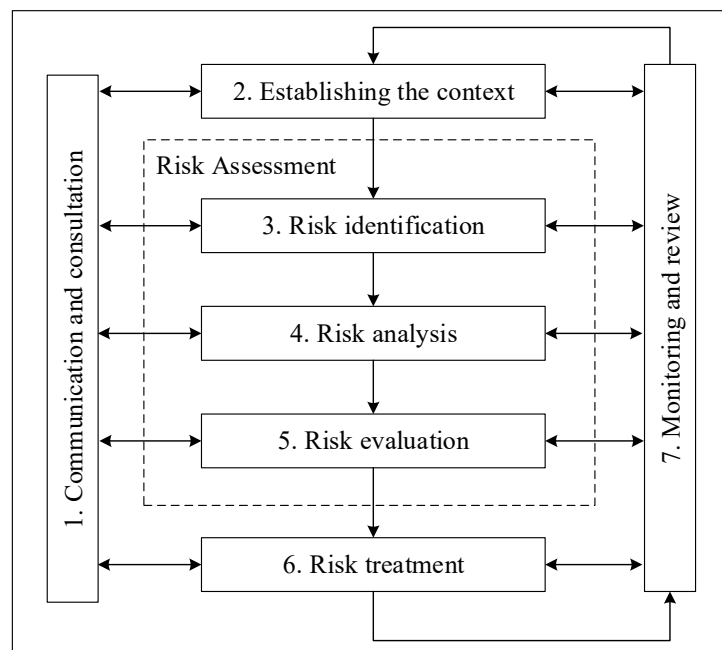 2. Establishing the context
Risk Assessment
3. Risk identification
4. Risk analysis
5. Risk evaluation
6. Risk treatment
1. Communication and consultation
7. Monitoring and review